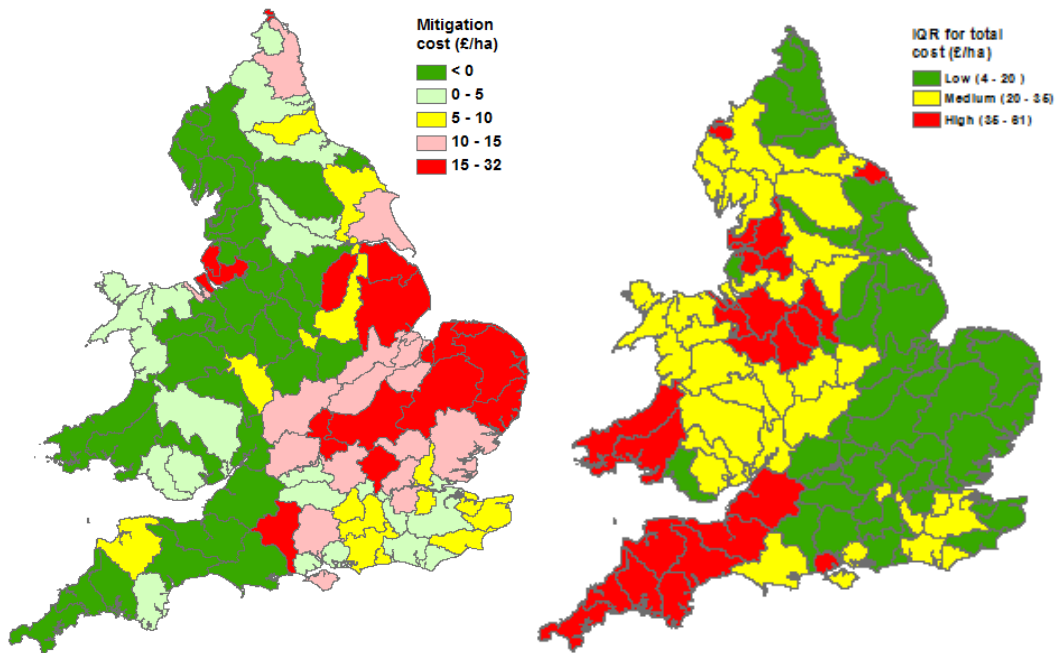 Mitigation
cost (£/ha)
< 0
0 - 5
5 - 10
10 - 15
15 - 32
IQR for total
cost (£/ha)
Low (4 - 20 )
Medium (20 - 35)
High (35 - 61)